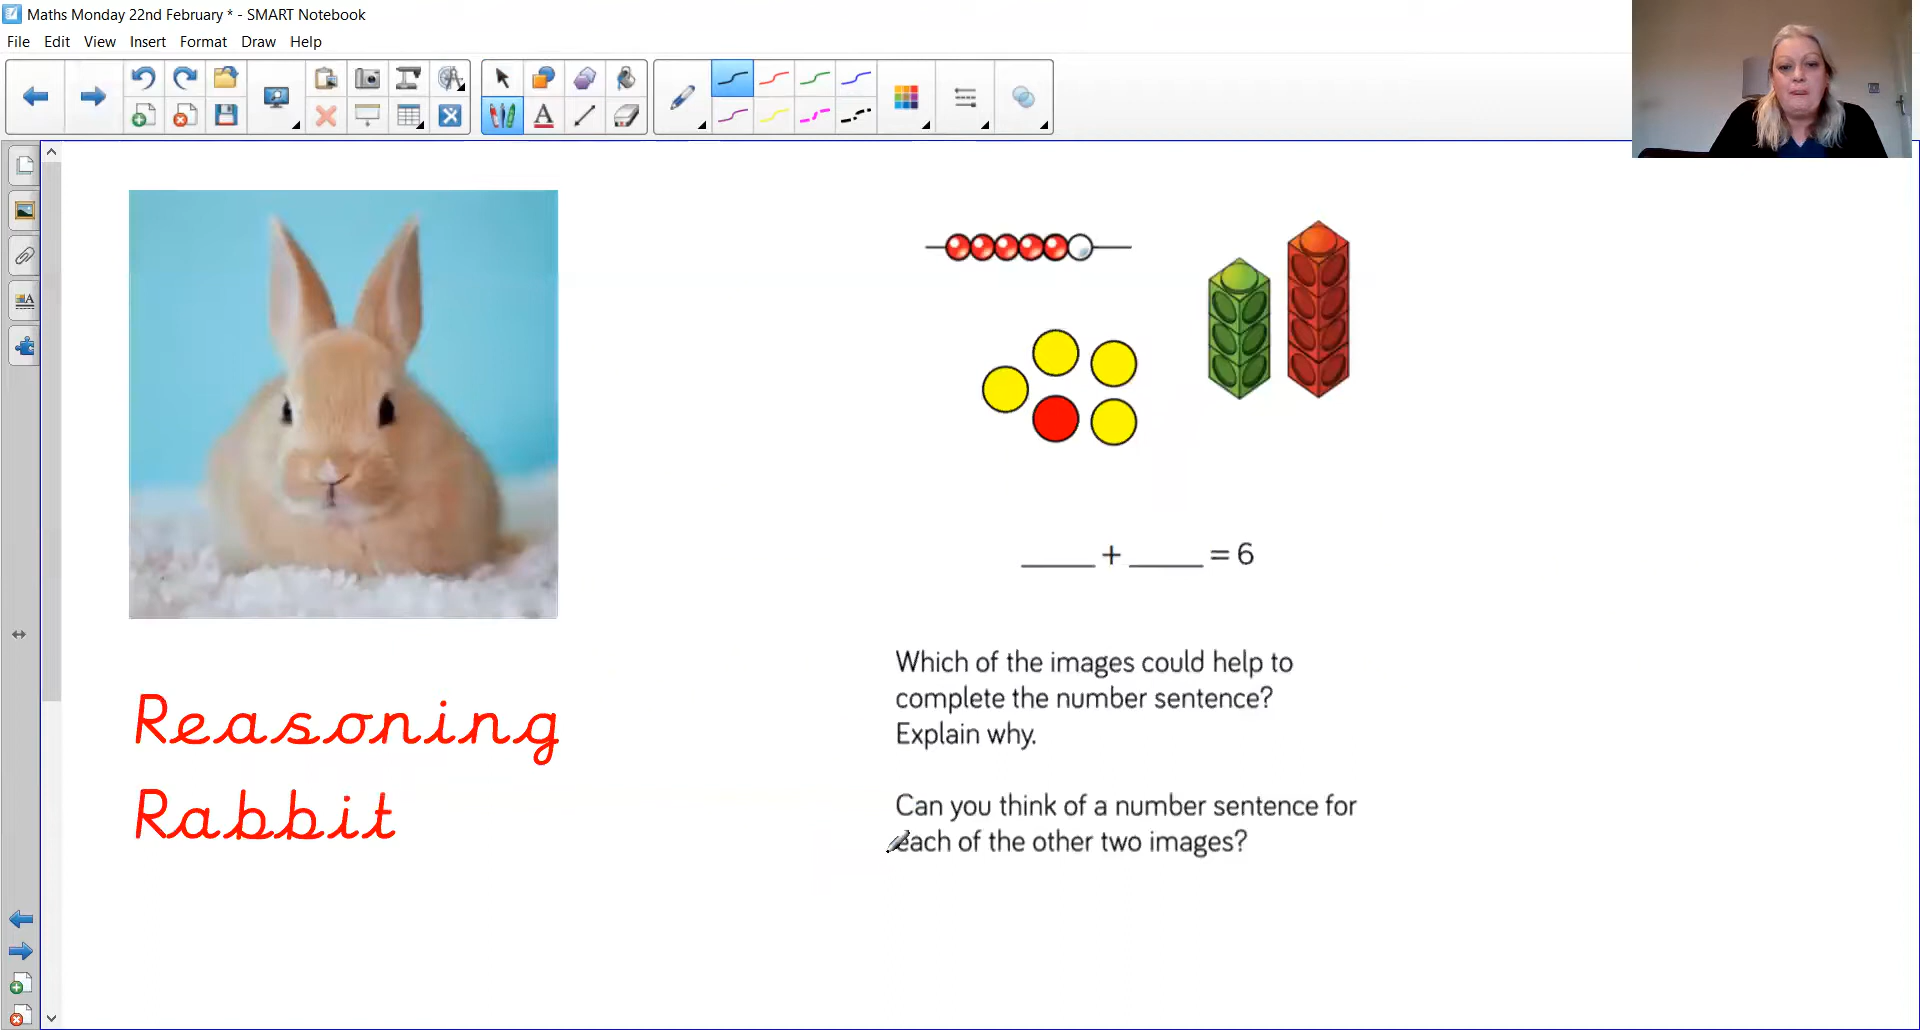 Maths Monday 22nd February * - SMART Notebook
File Edit View Insert Format Draw Help
____ + ____ = 6
Which of the images could help to
complete the number sentence?
Explain why.
Can you think of a number sentence for
each of the other two images?
Reasoning
Rabbit